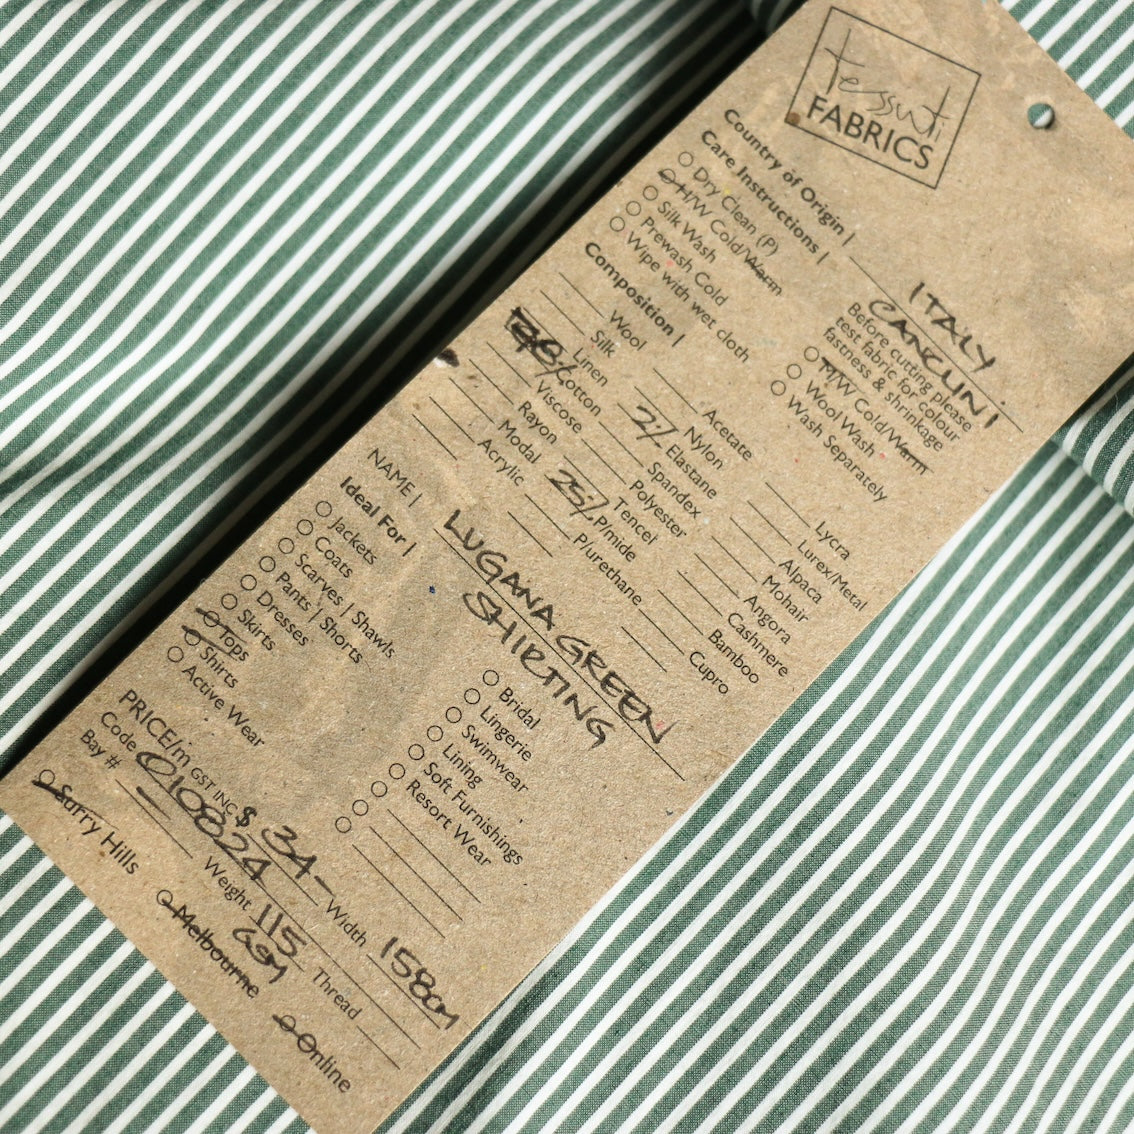 tessuti
FABRICS
Country of Origin | ITALY
CANCLINI
Care Instructions |
Dry Clean (P)
H/W Cold/Warm
Silk Wash
Prewash Cold
Wipe with wet cloth
Before cutting please
test fabric for colour
fastness & shrinkage
M/W Cold/Warm
Wool Wash
Wash Separately
Composition |
Wool
Silk
Linen
Cotton
Viscose
Rayon
Modal
Acrylic
Acetate
Nylon
2% Elastane
Spandex
Polyester
Tencel
25% P/mide
P/urethane
Lycra
Lurex/Metal
Alpaca
Mohair
Angora
Cashmere
Bamboo
Cupro
NAME | LUGANA GREEN
SHIRTING
Ideal For |
Jackets
Coats
Scarves | Shawls
Pants | Shorts
Dresses
Skirts
Tops
Shirts
Active Wear
Bridal
Lingerie
Swimwear
Lining
Soft Furnishings
Resort Wear
PRICE/m GST INC $ 34- Width 158cm
Code 010824 Weight 115 GSM Thread
Bay #
Surry Hills
Melbourne
Online